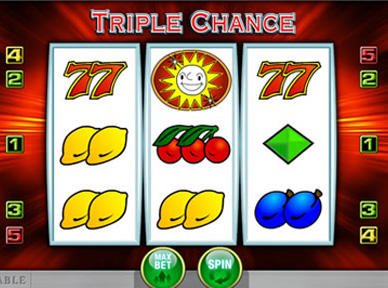 TRIPLE CHANCE
4 5
2 2
77 77
1 1
3 3
5 4
MAX
BET
SPIN
ABLE